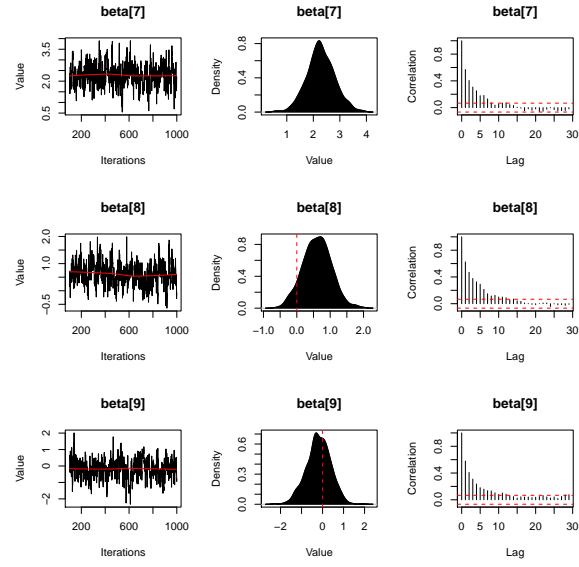 beta[7] beta[7] beta[7]
Value
0.5 2.0 3.5
200 600 1000
Iterations
Density
0.0 0.4 0.8
1 2 3 4
Value
Correlation
0.0 0.4 0.8
0 5 10 20 30
Lag
beta[8] beta[8] beta[8]
Value
−0.5 1.0 2.0
200 600 1000
Iterations
Density
0.0 0.4 0.8
−1.0 0.0 1.0 2.0
Value
Correlation
0.0 0.4 0.8
0 5 10 20 30
Lag
beta[9] beta[9] beta[9]
Value
−2 0 1 2
200 600 1000
Iterations
Density
0.0 0.3 0.6
−2 0 1 2
Value
Correlation
0.0 0.4 0.8
0 5 10 20 30
Lag